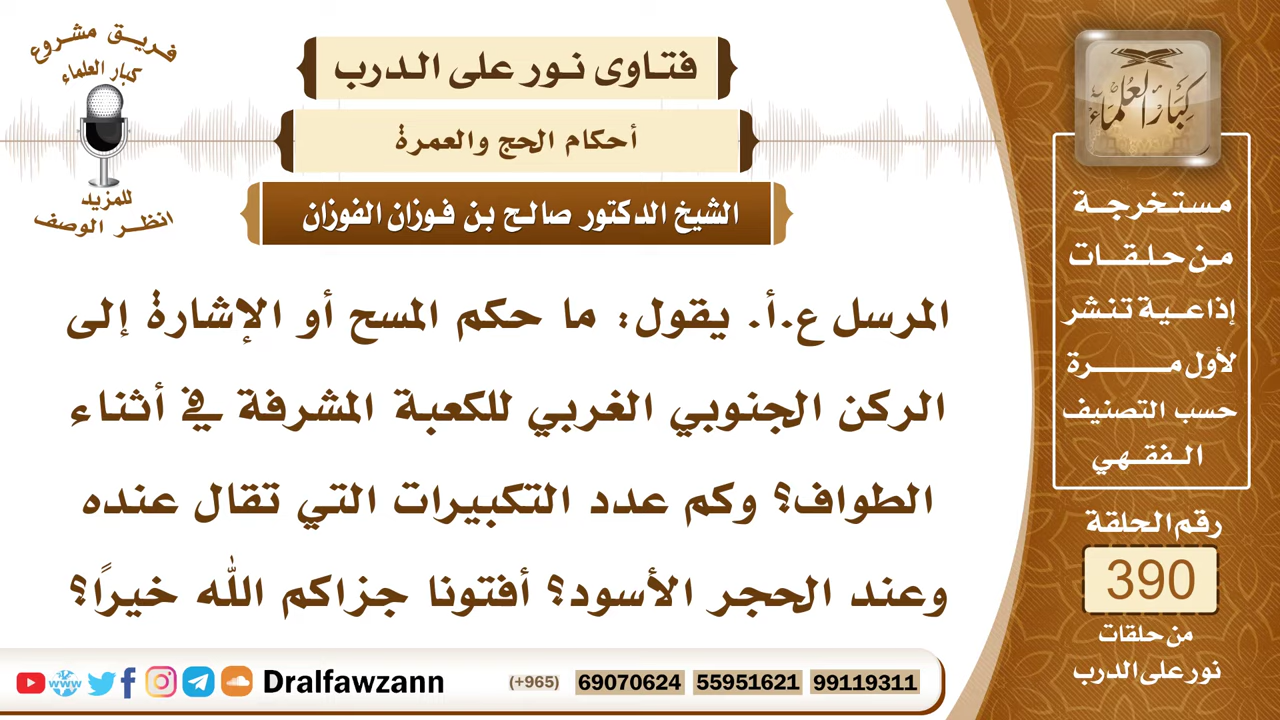 فريق مشروع
كبار العلماء
للمزيد
انظر الوصف
فتاوى نور على الدرب
أحكام الحج والعمرة
الشيخ الدكتور صالح بن فوزان الفوزان
المرسل ع.أ. يقول: ما حكم المسح أو الإشارة إلى
الركن الجنوبي الغربي للكعبة المشرفة في أثناء
الطواف؟ وكم عدد التكبيرات التي تقال عنده
وعند الحجر الأسود؟ أفتونا جزاكم الله خيرًا؟
كبار العلماء
مستخرجة
من حلقات
إذاعية تنشر
لأول مرة
حسب التصنيف
الفقهي
رقم الحلقة
390
من حلقات
نور على الدرب
www Dralfawzann (+965) 69070624 55951621 99119311